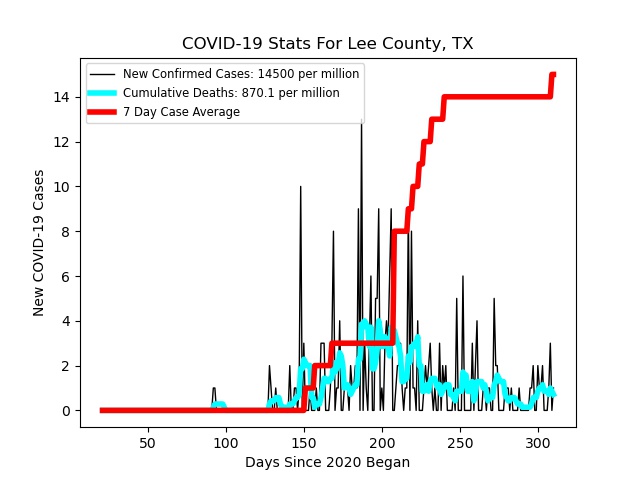 COVID-19 Stats For Lee County, TX
New Confirmed Cases: 14500 per million
Cumulative Deaths: 870.1 per million
7 Day Case Average
14
12
10
8
6
4
2
0
New COVID-19 Cases
50 100 150 200 250 300
Days Since 2020 Began